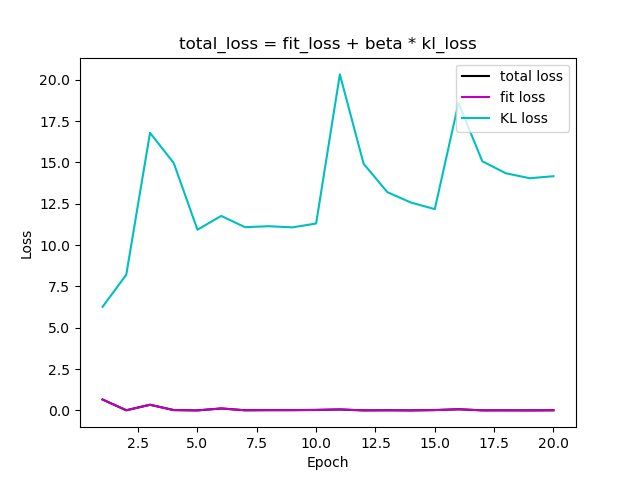 total_loss = fit_loss + beta * kl_loss
total loss
fit loss
KL loss
Loss
20.0
17.5
15.0
12.5
10.0
7.5
5.0
2.5
0.0
2.5 5.0 7.5 10.0 12.5 15.0 17.5 20.0
Epoch